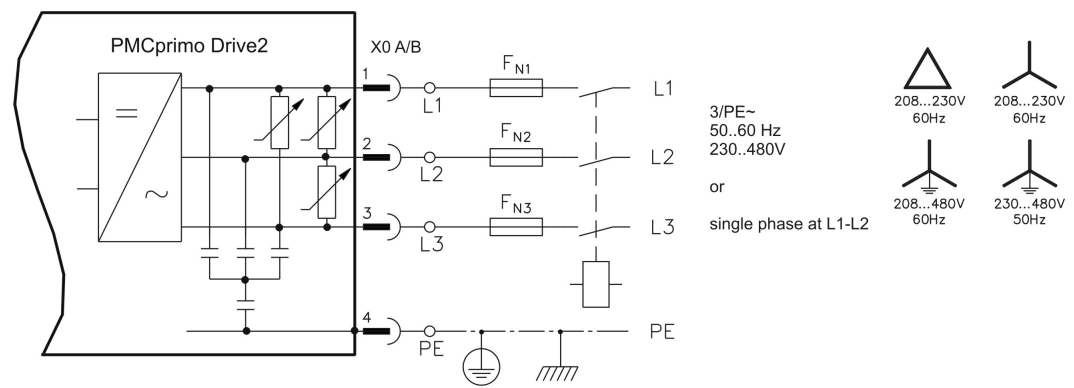 PMCprimo Drive2
X0 A/B
1
L1
F N1
L1
2
L2
F N2
L2
3
L3
F N3
L3
4
PE
PE
3/PE~
50..60 Hz
230..480V
or
single phase at L1-L2
208...230V
60Hz
208...230V
60Hz
208...480V
60Hz
230...480V
50Hz